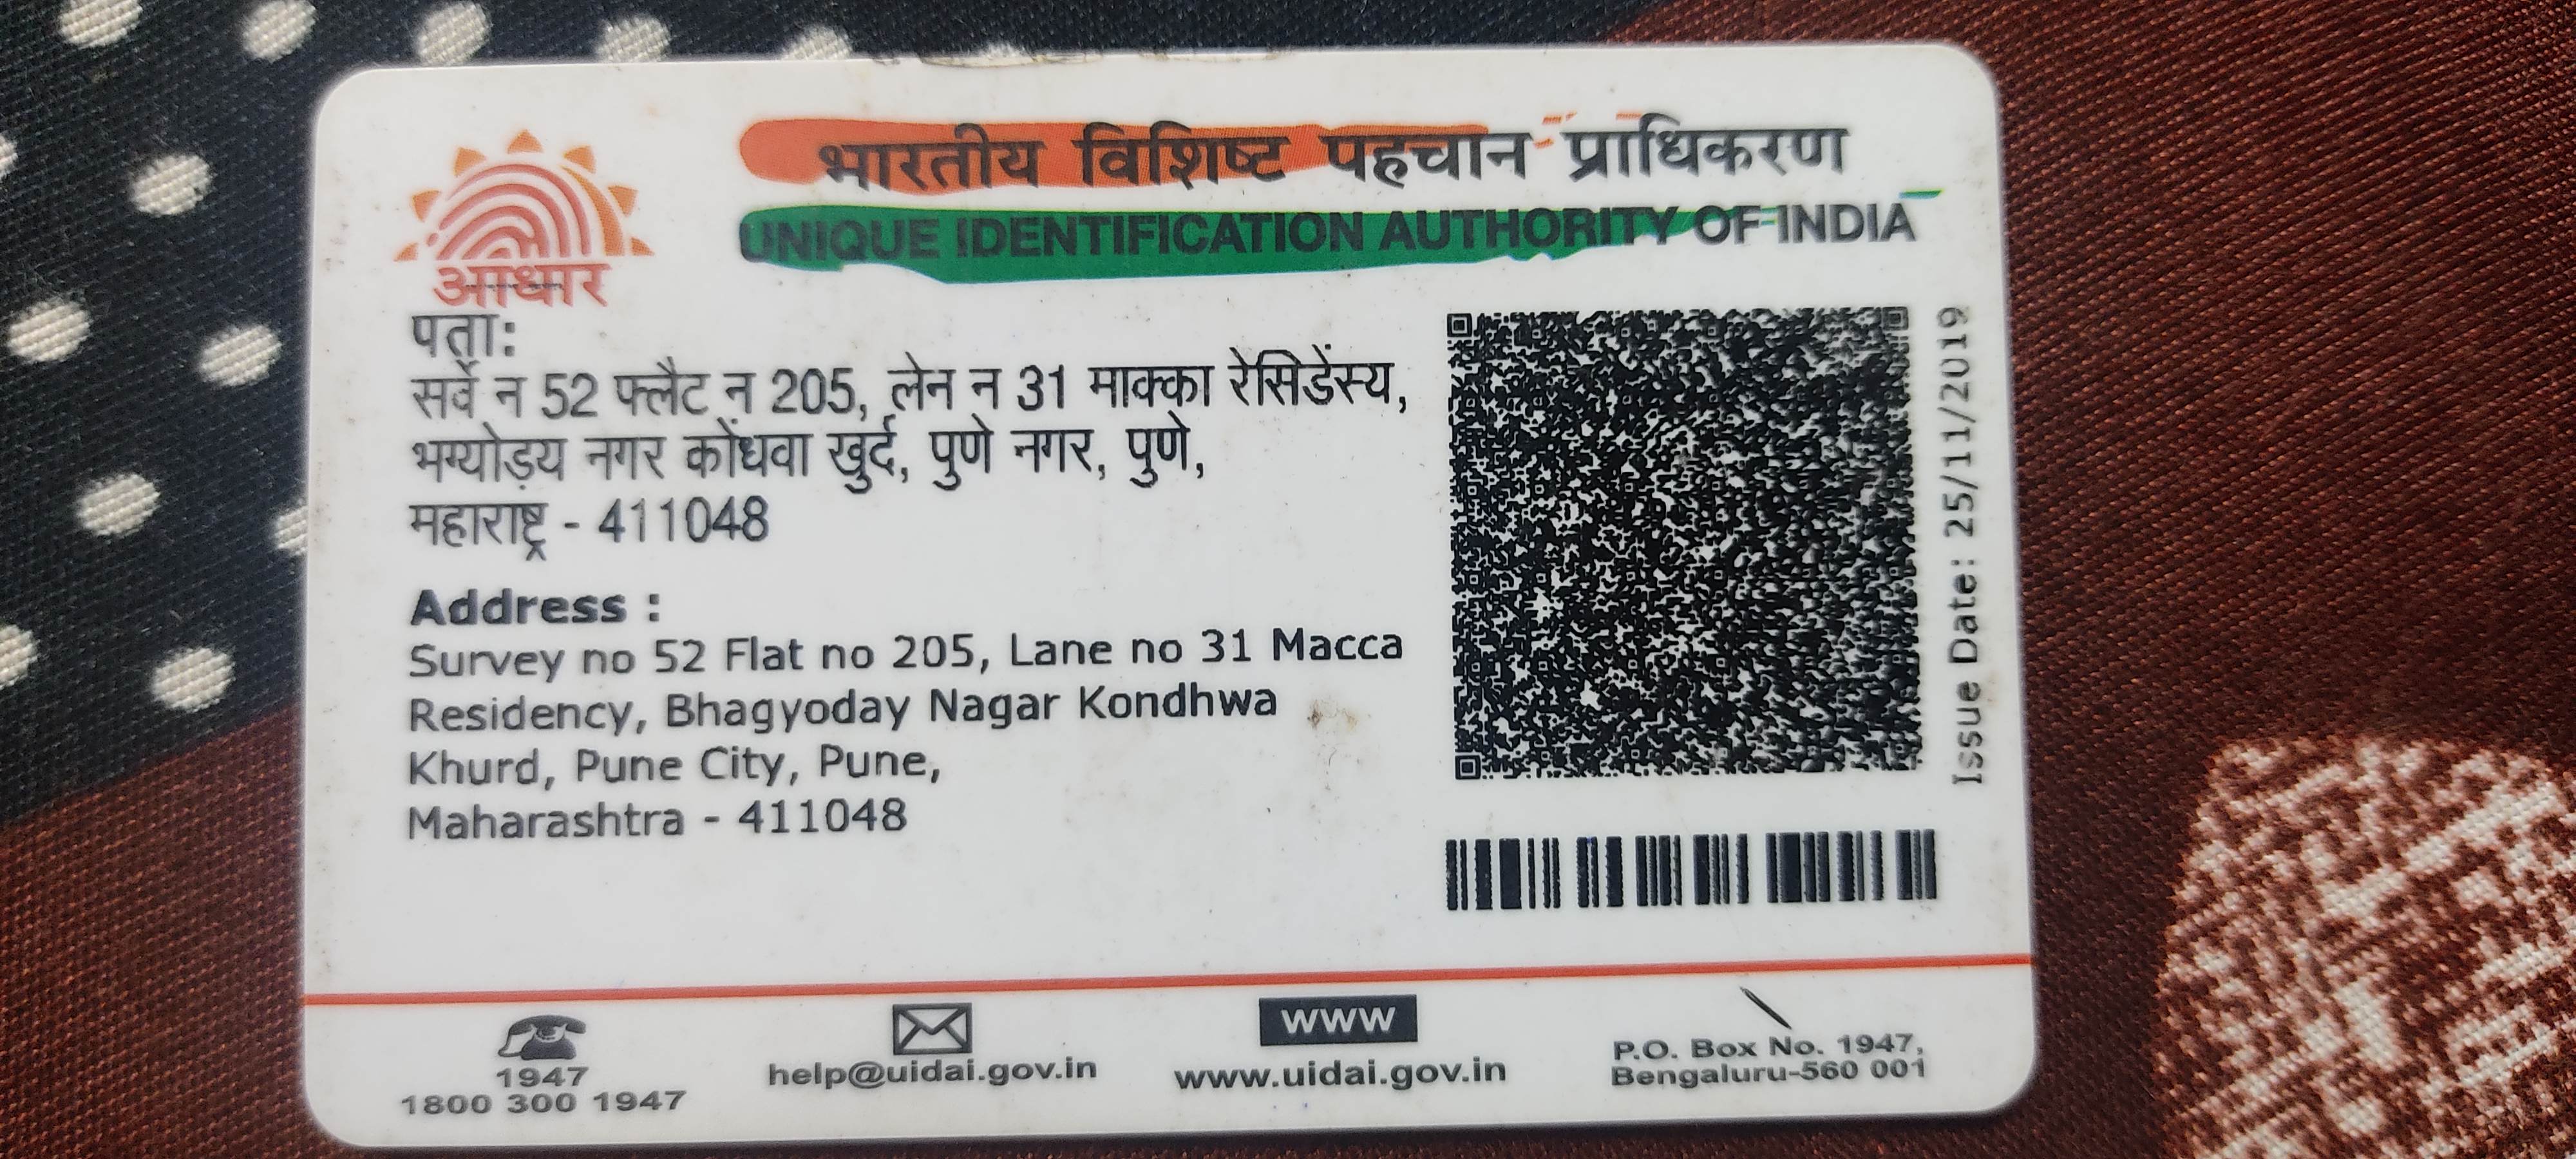 भारतीय विशिष्ट पहचान प्राधिकरण
UNIQUE IDENTIFICATION AUTHORITY OF INDIA
आधार
पता:
सर्वे न 52 फ्लैट न 205, लेन न 31 माक्का रेसिडेंस्य,
भग्योड़य नगर कोंधवा खुर्द, पुणे नगर, पुणे,
महाराष्ट्र - 411048
Address :
Survey no 52 Flat no 205, Lane no 31 Macca
Residency, Bhagyoday Nagar Kondhwa
Khurd, Pune City, Pune,
Maharashtra - 411048
Issue Date: 25/11/2019
1947
1800 300 1947
help@uidai.gov.in
WWW
www.uidai.gov.in
P.O. Box No. 1947,
Bengaluru-560 001